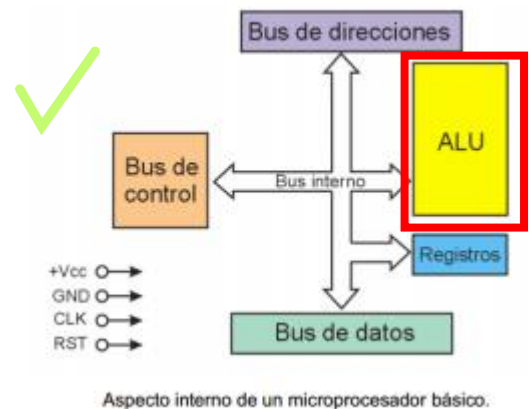 Bus de direcciones
ALU
Bus de
control
Bus interno
Registros
+Vcc
GND
CLK
RST
Bus de datos
Aspecto interno de un microprocesador básico.